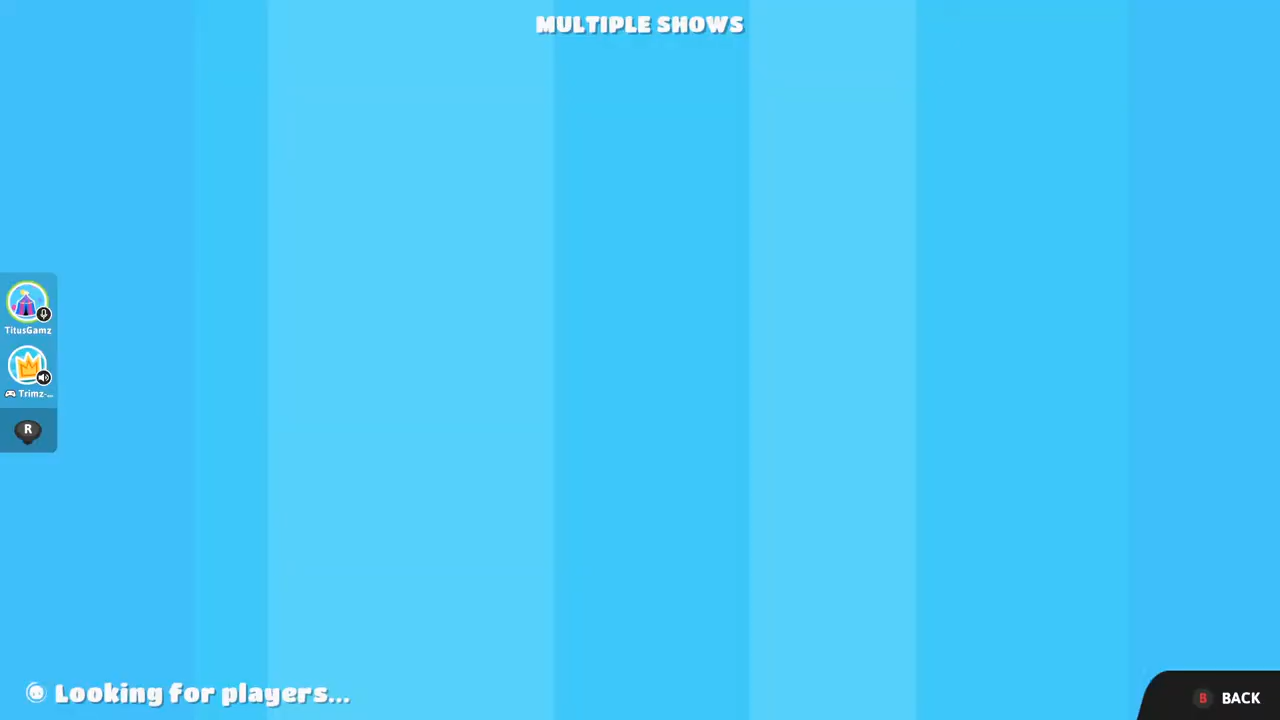 MULTIPLE SHOWS
TitusGamz
Trimz-...
R
Looking for players...
B BACK